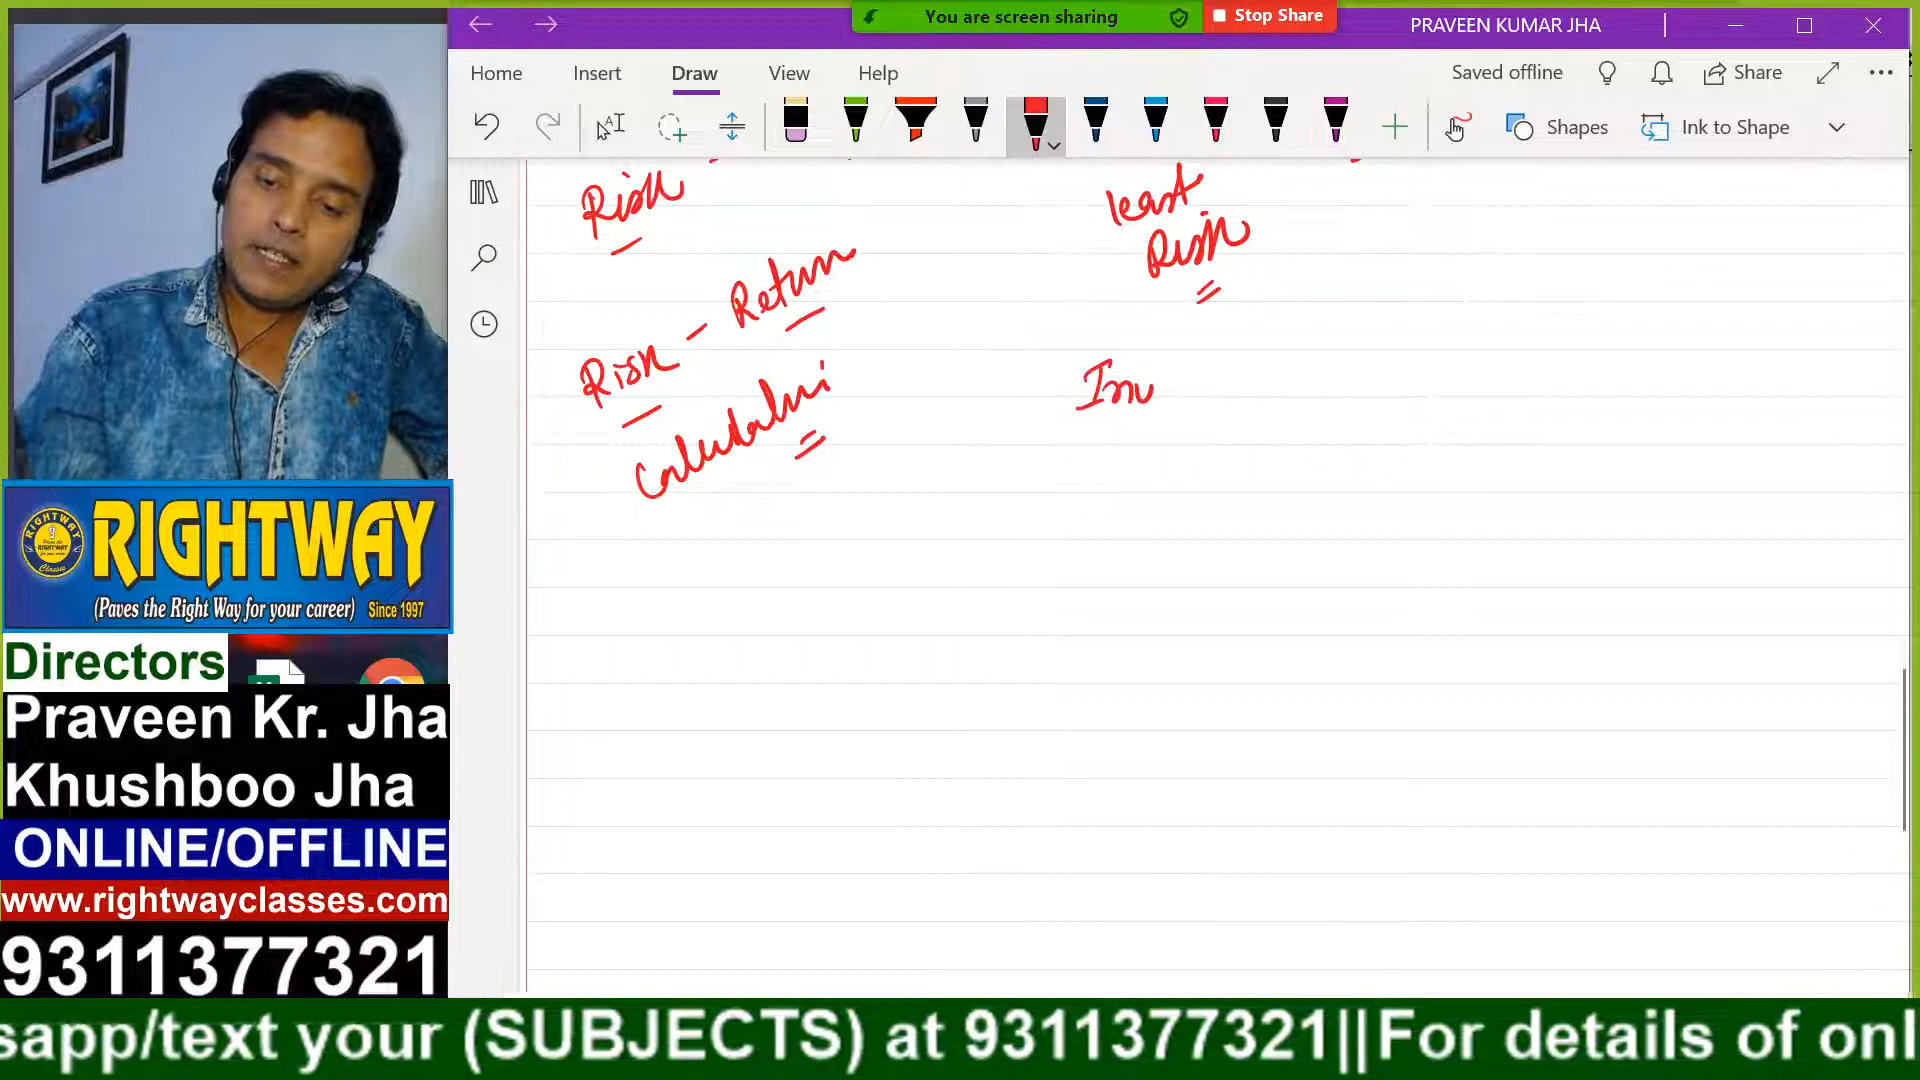 You are screen sharing
Stop Share
PRAVEEN KUMAR JHA
Home Insert Draw View Help
Saved offline Share
Shapes Ink to Shape
Risk
least
Risk
Risk - Return
Inv
RIGHTWAY
Classes
RIGHTWAY
(Paves the Right Way for your career) Since 1997
Directors
Praveen Kr. Jha
Khushboo Jha
ONLINE/OFFLINE
www.rightwayclasses.com
9311377321
sapp/text your (SUBJECTS) at 9311377321||For details of onl